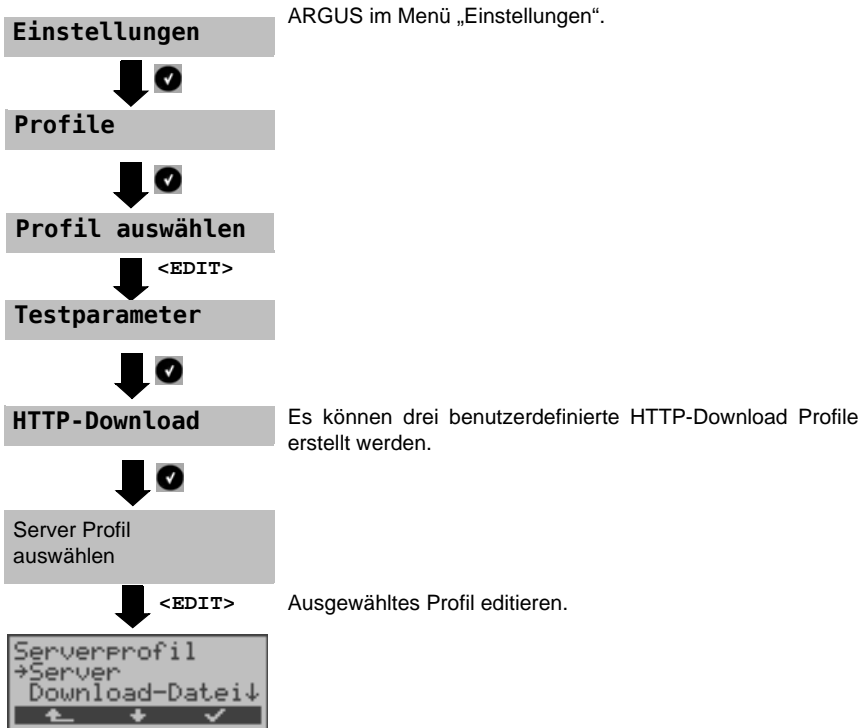 Einstellungen
ARGUS im Menü „Einstellungen“.
Profile
Profil auswählen
<EDIT>
Testparameter
HTTP-Download
Es können drei benutzerdefinierte HTTP-Download Profile
erstellt werden.
Server Profil
auswählen
<EDIT>
Ausgewähltes Profil editieren.
Serverprofil
→Server
Download-Datei↓